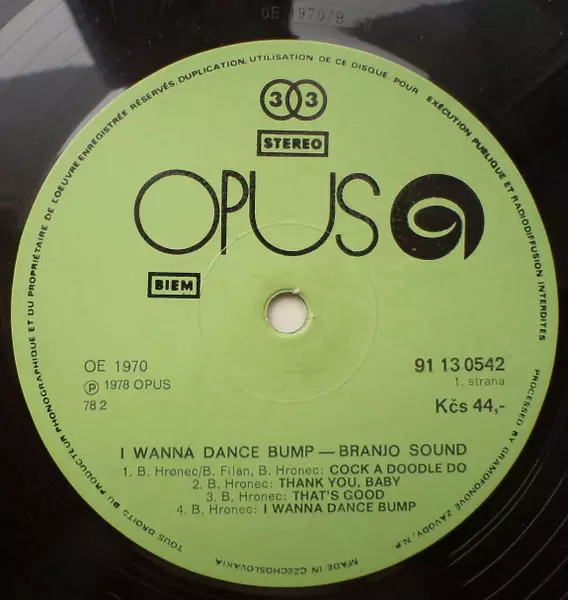 OE 1970/B
TOUS DROITS DU PRODUCTEUR PHONOGRAPHIQUE ET DU PROPRIÉTAIRE DE L'OEUVRE ENREGISTRÉE RÉSERVÉS, DUPLICATION, UTILISATION DE CE DISQUE POUR EXÉCUTION PUBLIQUE ET RADIODIFFUSION INTERDITES
33
STEREO
OPUS
BIEM
OE 1970
℗ 1978 OPUS
78 2
91 13 0542
1. strana
Kčs 44,-
I WANNA DANCE BUMP — BRANJO SOUND
1. B. Hronec/B. Filan, B. Hronec: COCK A DOODLE DO
2. B. Hronec: THANK YOU, BABY
3. B. Hronec: THAT'S GOOD
4. B. Hronec: I WANNA DANCE BUMP
PROCESSED BY GRAMOFONOVÉ ZÁVODY, N.P.
MADE IN CZECHOSLOVAKIA